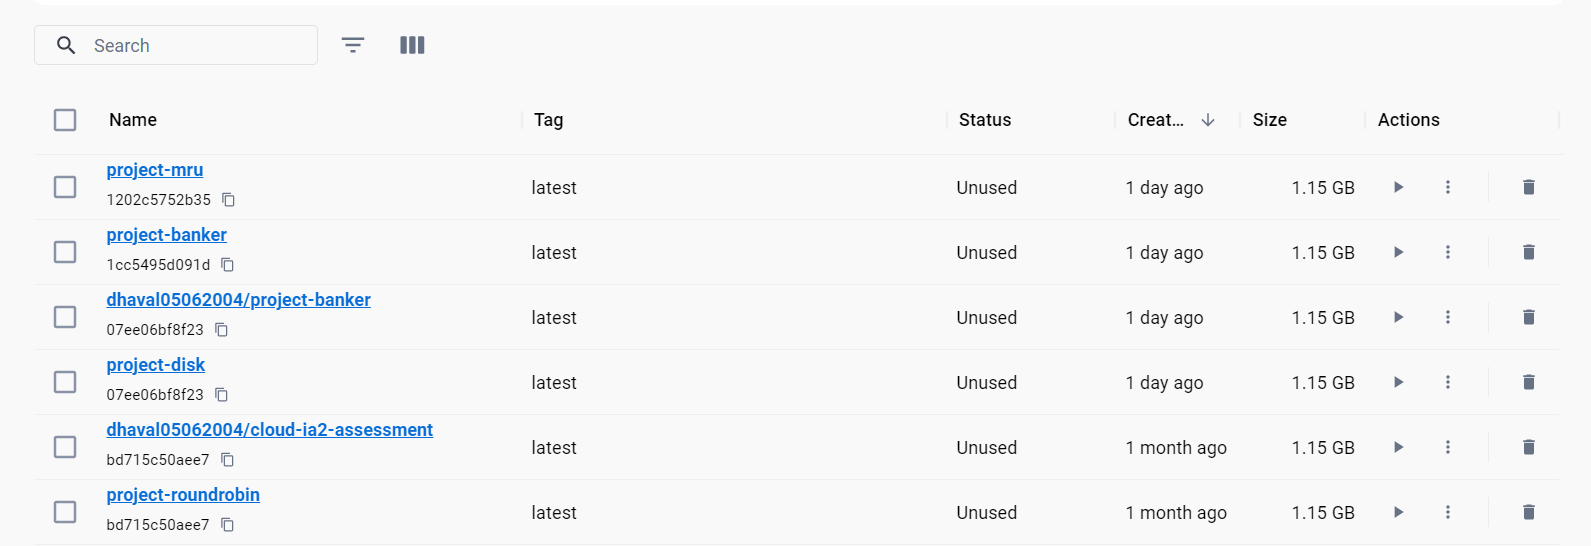 Search
Name Tag Status Creat... Size Actions
project-mru
1202c5752b35 latest Unused 1 day ago 1.15 GB
project-banker
1cc5495d091d latest Unused 1 day ago 1.15 GB
dhaval05062004/project-banker
07ee06bf8f23 latest Unused 1 day ago 1.15 GB
project-disk
07ee06bf8f23 latest Unused 1 day ago 1.15 GB
dhaval05062004/cloud-ia2-assessment
bd715c50aee7 latest Unused 1 month ago 1.15 GB
project-roundrobin
bd715c50aee7 latest Unused 1 month ago 1.15 GB